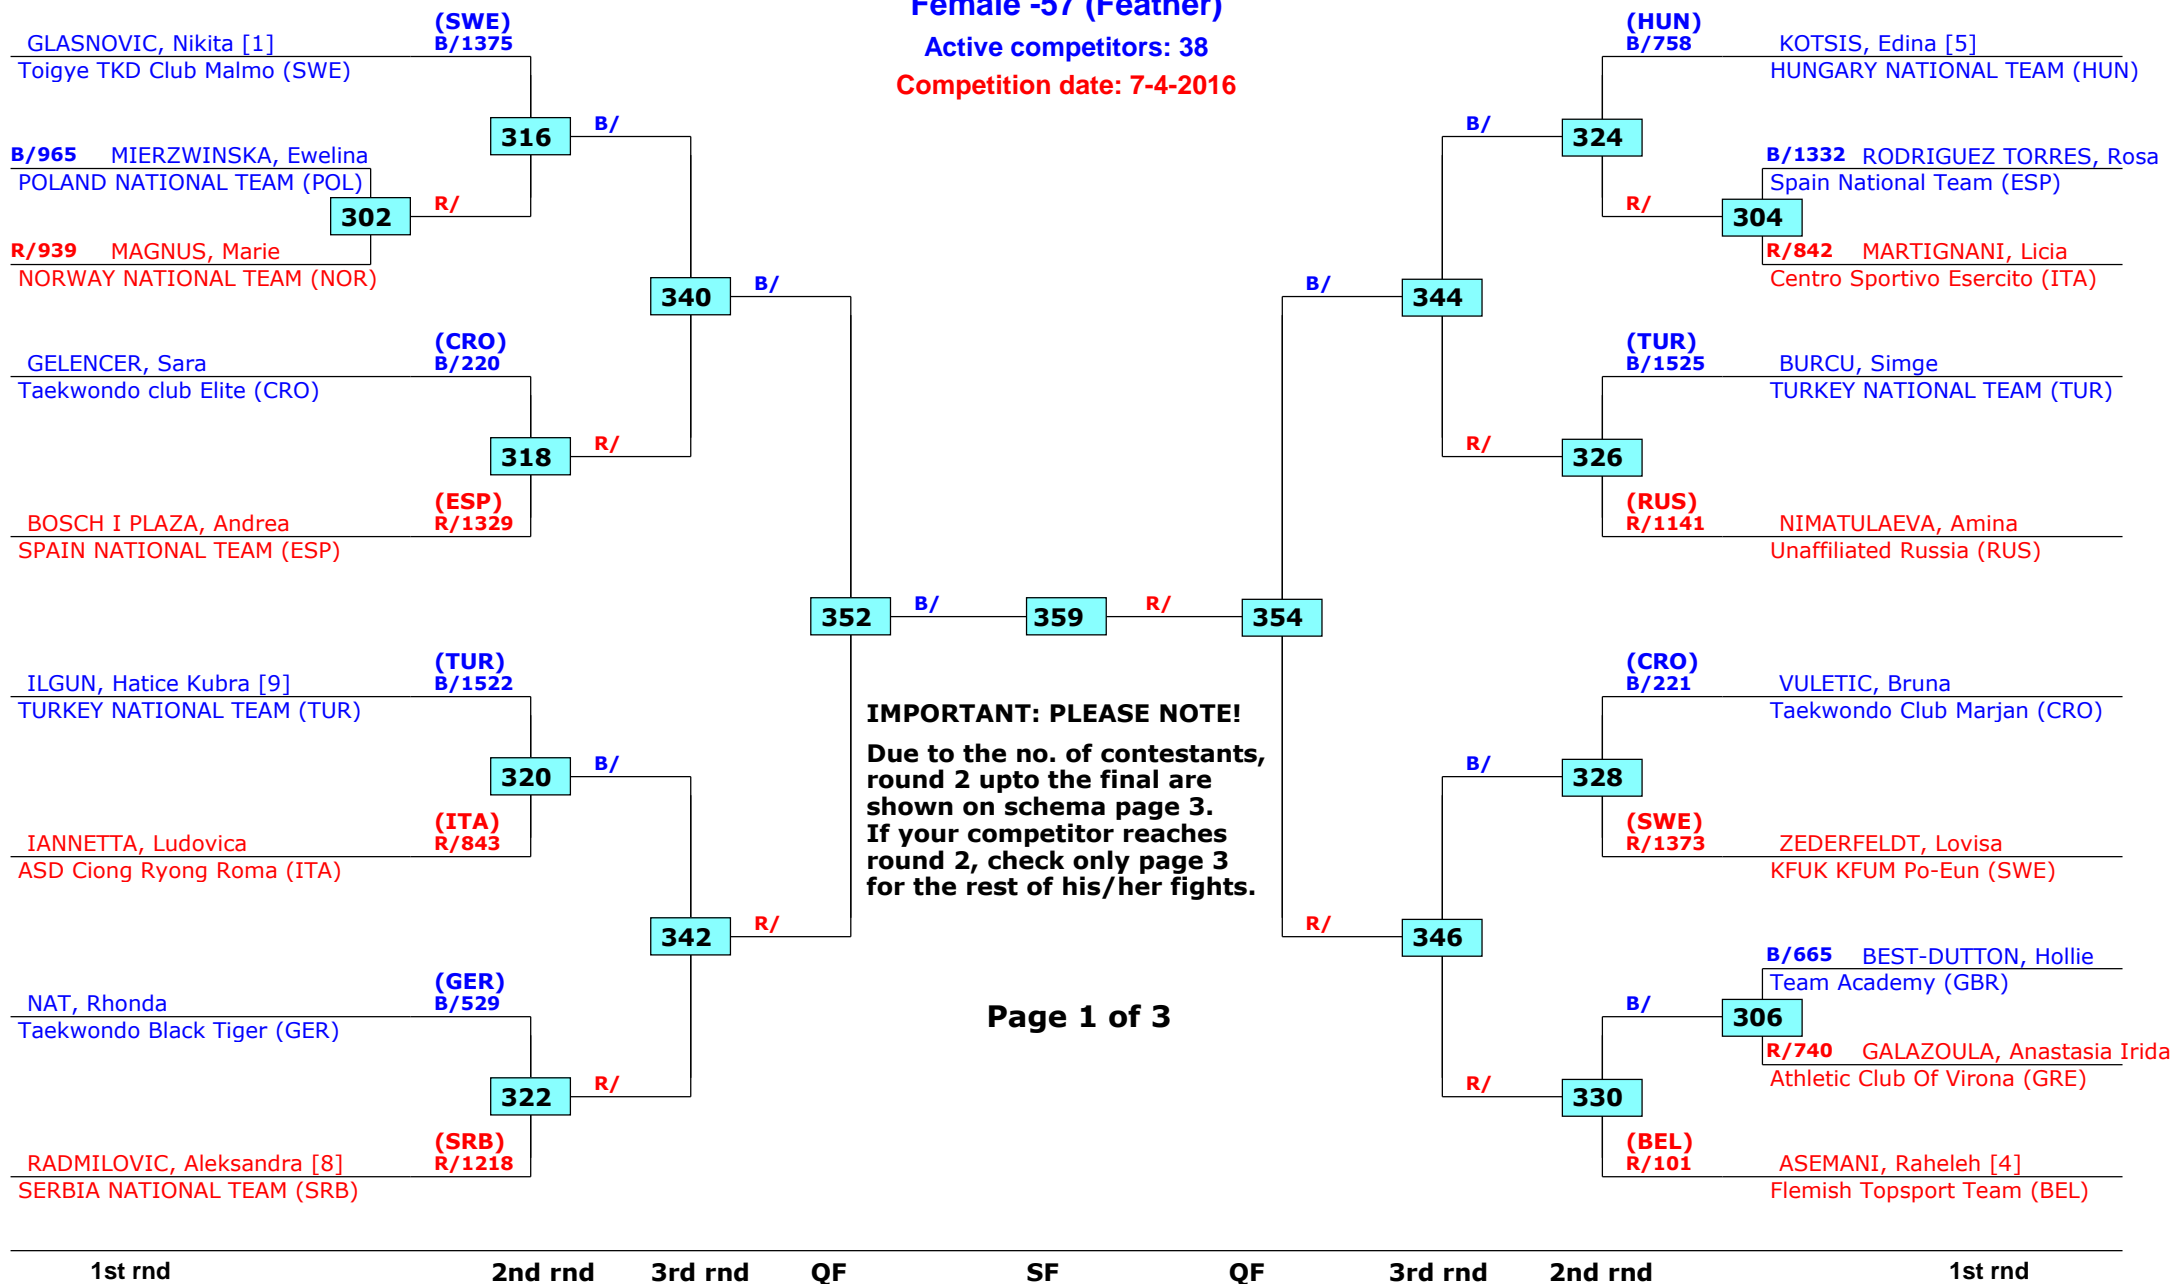 Female -57 (Feather)
Active competitors: 38
Competition date: 7-4-2016
(SWE)
GLASNOVIC, Nikita [1] B/1375
Toigye TKD Club Malmo (SWE)
316
B/
B/965 MIERZWINSKA, Ewelina
POLAND NATIONAL TEAM (POL)
302
R/
R/939 MAGNUS, Marie
NORWAY NATIONAL TEAM (NOR)
340
B/
(CRO)
GELENCER, Sara B/220
Taekwondo club Elite (CRO)
318
R/
(ESP)
BOSCH I PLAZA, Andrea R/1329
SPAIN NATIONAL TEAM (ESP)
352
B/
359
R/
354
(TUR)
ILGUN, Hatice Kubra [9] B/1522
TURKEY NATIONAL TEAM (TUR)
320
B/
(ITA)
IANNETTA, Ludovica R/843
ASD Ciong Ryong Roma (ITA)
342
R/
(GER)
NAT, Rhonda B/529
Taekwondo Black Tiger (GER)
322
R/
(SRB)
RADMILOVIC, Aleksandra [8] R/1218
SERBIA NATIONAL TEAM (SRB)
IMPORTANT: PLEASE NOTE!
Due to the no. of contestants,
round 2 upto the final are
shown on schema page 3.
If your competitor reaches
round 2, check only page 3
for the rest of his/her fights.
Page 1 of 3
(HUN)
B/758 KOTSIS, Edina [5]
HUNGARY NATIONAL TEAM (HUN)
B/
324
B/1332 RODRIGUEZ TORRES, Rosa
Spain National Team (ESP)
R/
304
R/842 MARTIGNANI, Licia
Centro Sportivo Esercito (ITA)
B/
344
(TUR)
B/1525 BURCU, Simge
TURKEY NATIONAL TEAM (TUR)
R/
326
(RUS)
R/1141 NIMATULAEVA, Amina
Unaffiliated Russia (RUS)
(CRO)
B/221 VULETIC, Bruna
Taekwondo Club Marjan (CRO)
B/
328
(SWE)
R/1373 ZEDERFELDT, Lovisa
KFUK KFUM Po-Eun (SWE)
R/
346
B/665 BEST-DUTTON, Hollie
Team Academy (GBR)
B/
306
R/740 GALAZOULA, Anastasia Irida
Athletic Club Of Virona (GRE)
R/
330
(BEL)
R/101 ASEMANI, Raheleh [4]
Flemish Topsport Team (BEL)
1st rnd 2nd rnd 3rd rnd QF SF QF 3rd rnd 2nd rnd 1st rnd